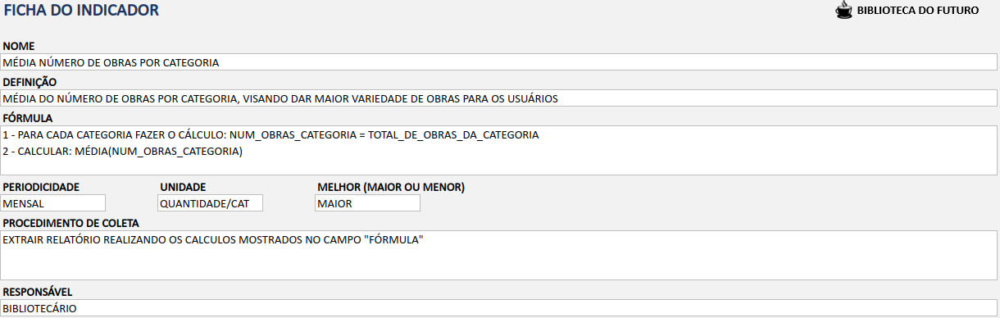 FICHA DO INDICADOR
BIBLIOTECA DO FUTURO
NOME
MÉDIA NÚMERO DE OBRAS POR CATEGORIA
DEFINIÇÃO
MÉDIA DO NÚMERO DE OBRAS POR CATEGORIA, VISANDO DAR MAIOR VARIEDADE DE OBRAS PARA OS USUÁRIOS
FÓRMULA
1 - PARA CADA CATEGORIA FAZER O CÁLCULO: NUM_OBRAS_CATEGORIA = TOTAL_DE_OBRAS_DA_CATEGORIA
2 - CALCULAR: MÉDIA(NUM_OBRAS_CATEGORIA)
PERIODICIDADE UNIDADE MELHOR (MAIOR OU MENOR)
MENSAL QUANTIDADE/CAT MAIOR
PROCEDIMENTO DE COLETA
EXTRAIR RELATÓRIO REALIZANDO OS CALCULOS MOSTRADOS NO CAMPO "FÓRMULA"
RESPONSÁVEL
BIBLIOTECÁRIO